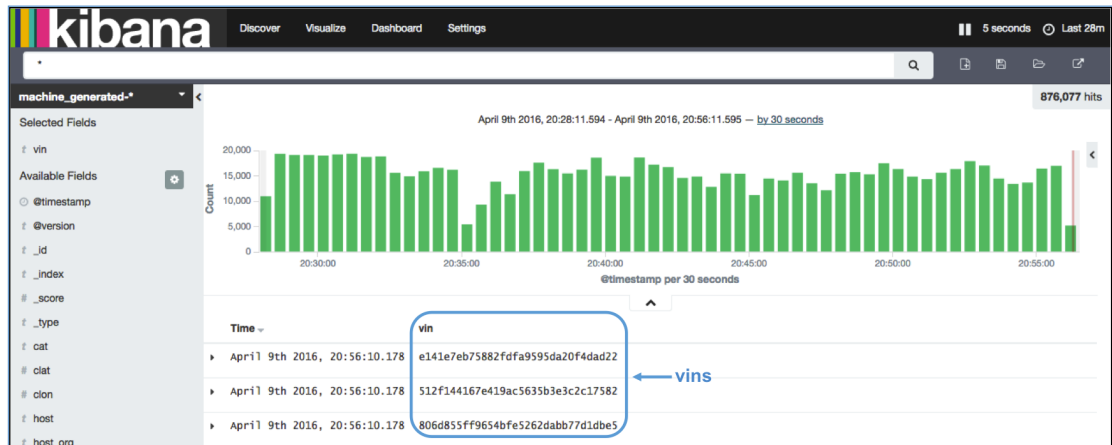 kibana Discover Visualize Dashboard Settings 5 seconds Last 28m
*
machine_generated-* 876,077 hits
Selected Fields
April 9th 2016, 20:28:11.594 - April 9th 2016, 20:56:11.595 — by 30 seconds
t vin
Available Fields
@timestamp
t @version
t _id
t _index
# _score
t _type
t cat
# clat
# clon
t host
t host_org
Count
20,000
15,000
10,000
5,000
0
20:30:00 20:35:00 20:40:00 20:45:00 20:50:00 20:55:00
@timestamp per 30 seconds
Time vin
April 9th 2016, 20:56:10.178 e141e7eb75882fdfa9595da20f4dad22
April 9th 2016, 20:56:10.178 512f144167e419ac5635b3e3c2c17582
April 9th 2016, 20:56:10.178 806d855ff9654bfe5262dabb77d1dbe5
vins